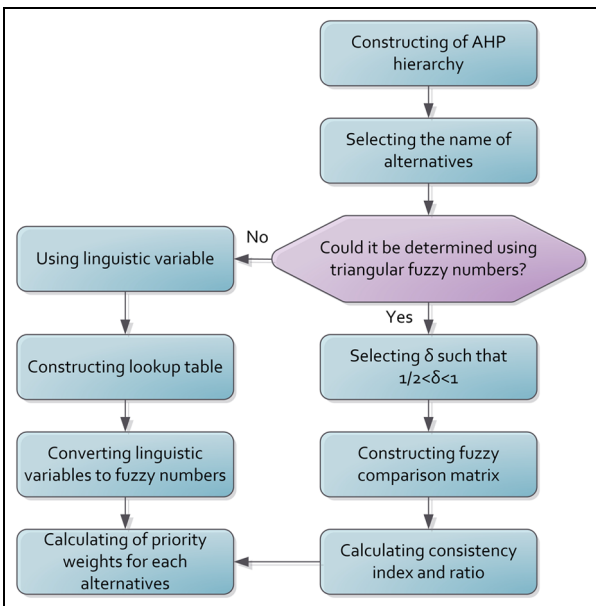 Constructing of AHP
hierarchy
Selecting the name of
alternatives
Could it be determined using
triangular fuzzy numbers?
No
Using linguistic variable
Yes
Constructing lookup table
Selecting δ such that
1/2<δ<1
Converting linguistic
variables to fuzzy numbers
Constructing fuzzy
comparison matrix
Calculating of priority
weights for each
alternatives
Calculating consistency
index and ratio